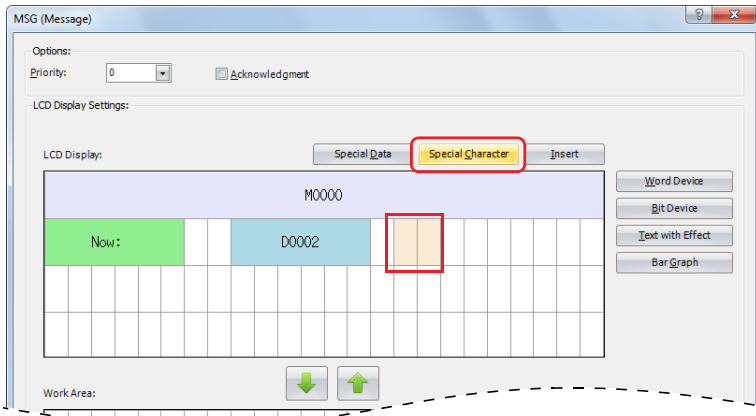 MSG (Message)
Options:
Priority:
0
Acknowledgment
LCD Display Settings:
LCD Display:
Special Data
Special Character
Insert
M0000
Word Device
Bit Device
Now:
D0002
Text with Effect
Bar Graph
Work Area: